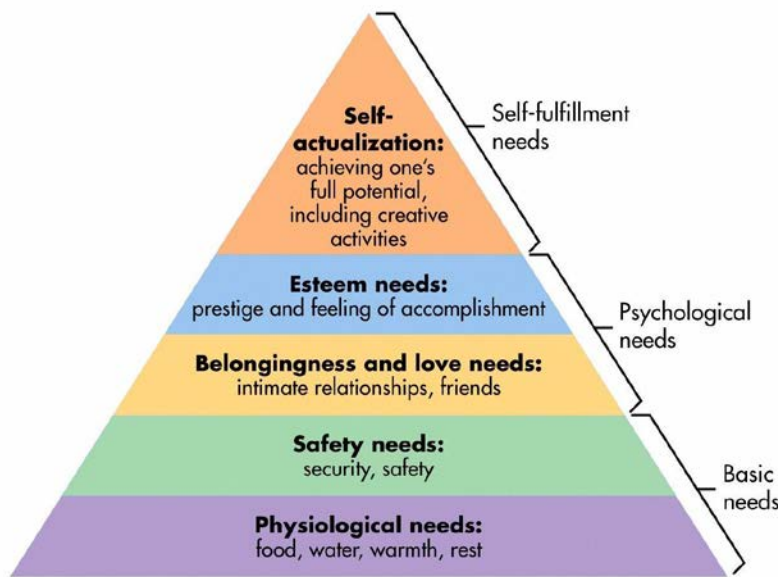 Self-
actualization:
achieving one's
full potential,
including creative
activities
Self-fulfillment
needs
Esteem needs:
prestige and feeling of accomplishment
Psychological
needs
Belongingness and love needs:
intimate relationships, friends
Safety needs:
security, safety
Basic
needs
Physiological needs:
food, water, warmth, rest